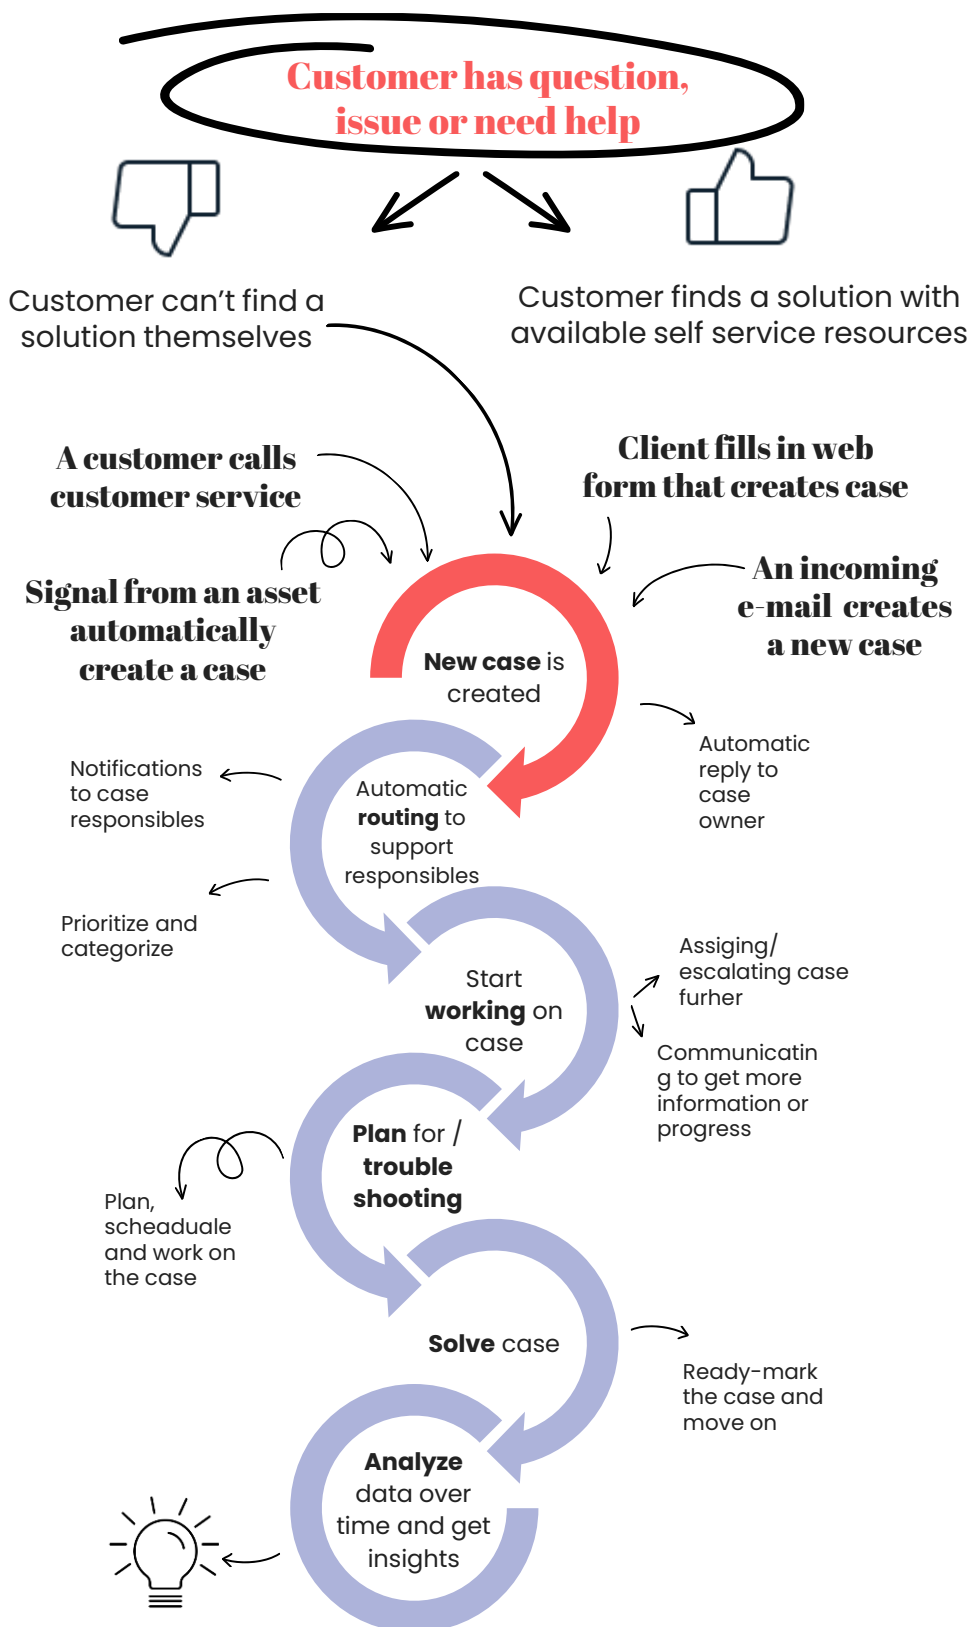 Customer has question,
issue or need help
Customer can't find a
solution themselves
Customer finds a solution with
available self service resources
A customer calls
customer service
Client fills in web
form that creates case
Signal from an asset
automatically
create a case
An incoming
e-mail creates
a new case
New case is
created
Automatic
reply to
case
owner
Notifications
to case
responsibles
Automatic
routing to
support
responsibles
Prioritize and
categorize
Start
working on
case
Assiging/
escalating case
furher
Communicatin
g to get more
information or
progress
Plan for /
trouble
shooting
Plan,
scheaduale
and work on
the case
Solve case
Ready-mark
the case and
move on
Analyze
data over
time and get
insights